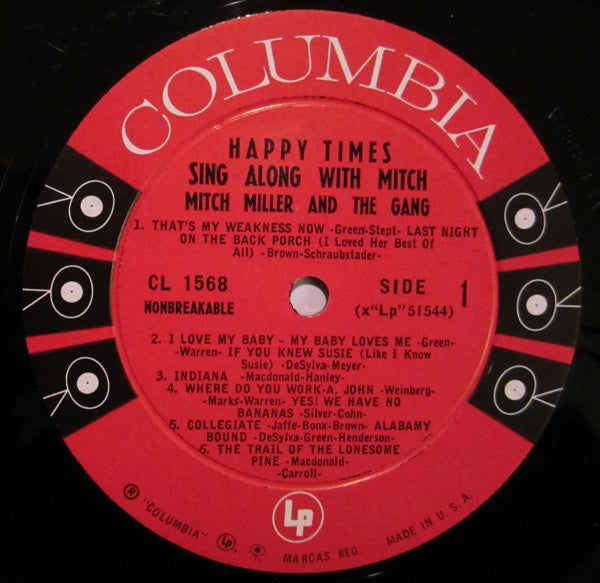 COLUMBIA
HAPPY TIMES
SING ALONG WITH MITCH
MITCH MILLER AND THE GANG
1. THAT'S MY WEAKNESS NOW -Green-Stept- LAST NIGHT
ON THE BACK PORCH (I Loved Her Best Of
All) -Brown-Schraubstader-
CL 1568
NONBREAKABLE
SIDE 1
(x"Lp"51544)
2. I LOVE MY BABY - MY BABY LOVES ME -Green-
-Warren- IF YOU KNEW SUSIE (Like I Know
Susie) -DeSylva-Meyer-
3. INDIANA -Macdonald-Hanley-
4. WHERE DO YOU WORK-A, JOHN -Weinberg-
-Marks-Warren- YES! WE HAVE NO
BANANAS -Silver-Cohn-
5. COLLEGIATE -Jaffe-Bonx-Brown- ALABAMY
BOUND -DeSylva-Green-Henderson-
6. THE TRAIL OF THE LONESOME
PINE -Macdonald-
-Carroll-
Lp
® "COLUMBIA" Lp, MARCAS REG. MADE IN U.S.A.